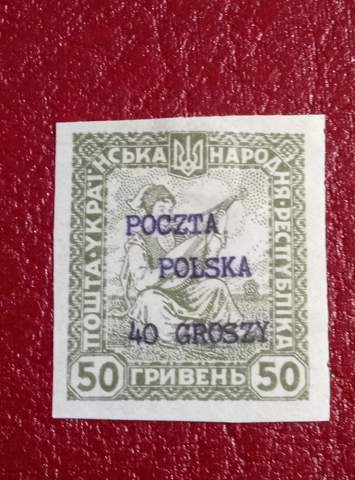 ПОШТА·УКРАЇНСЬКА НАРОДНЯ·РЕСПУБЛІКА
POCZTA
POLSKA
40 GROSZY
50 ГРИВЕНЬ 50